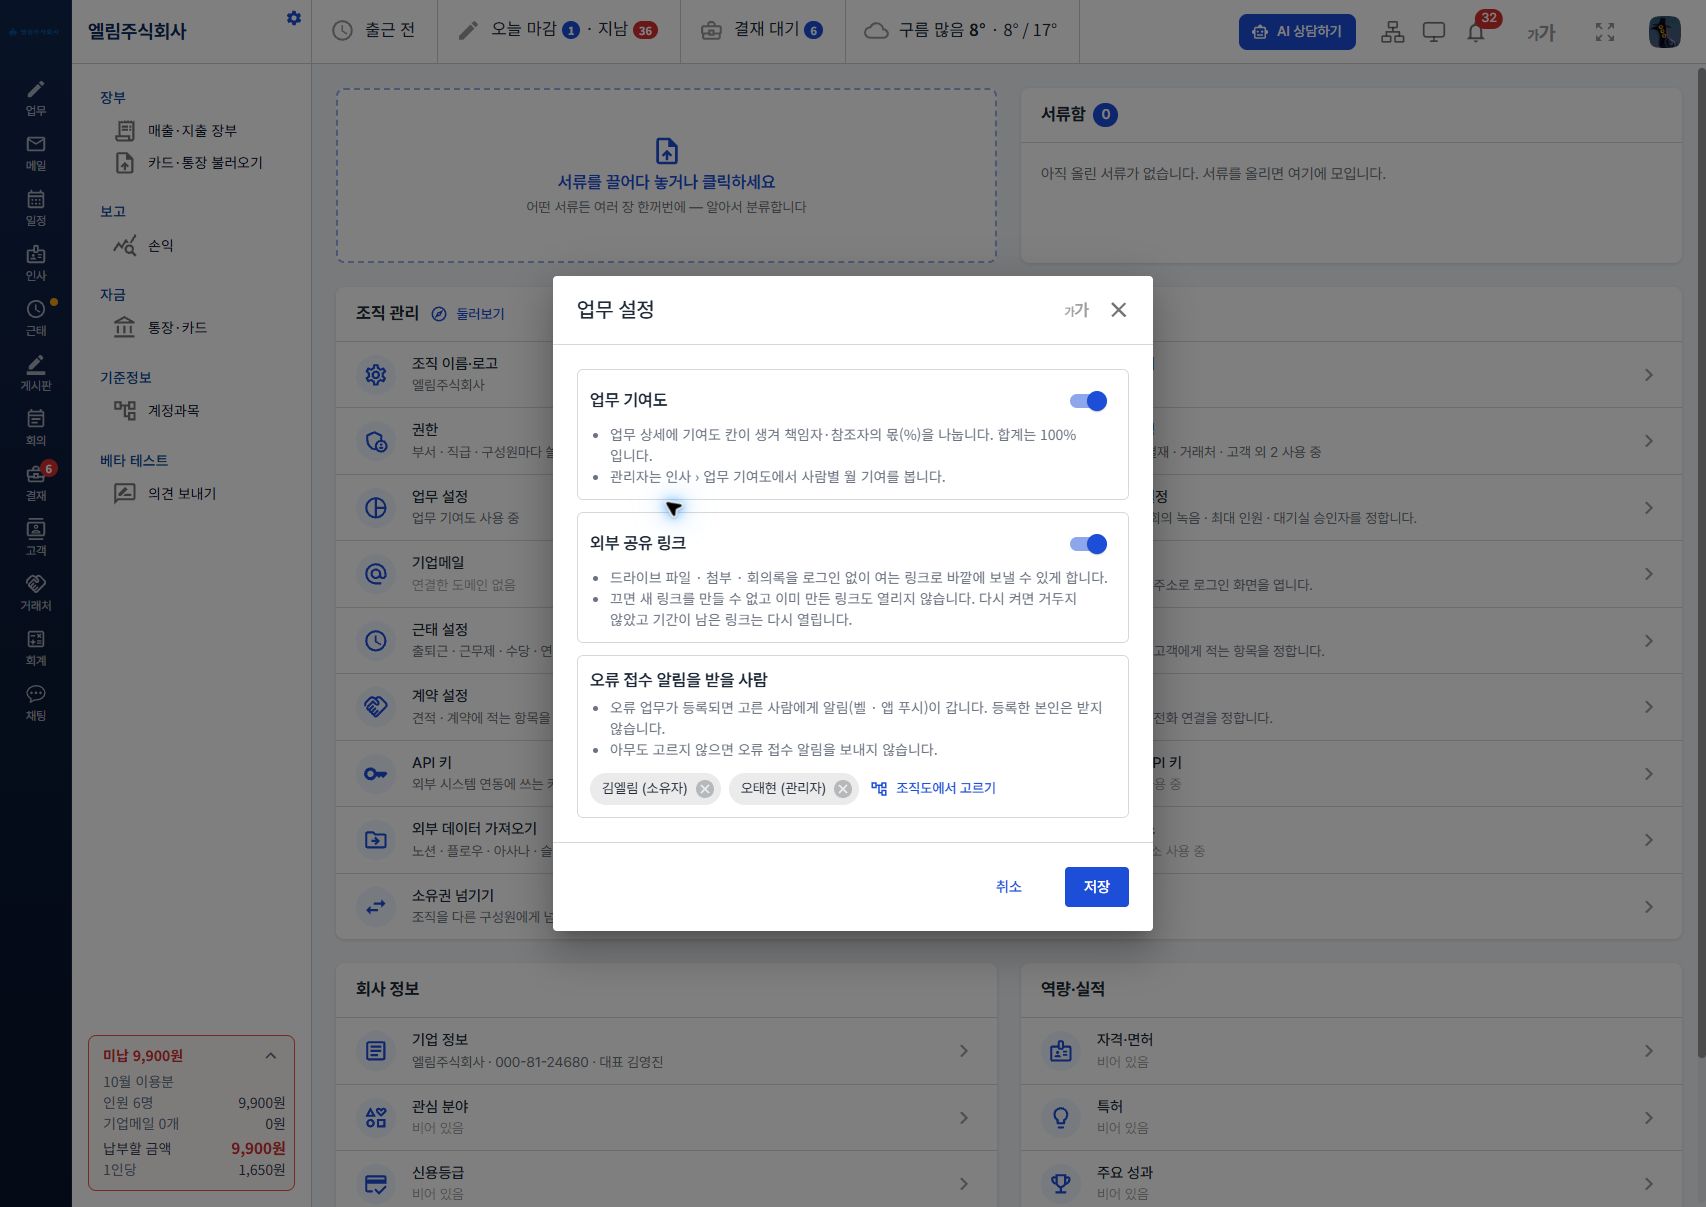 엘림주식회사
출근 전
오늘 마감 1 · 지남 36
결재 대기 6
구름 많음 8° · 8° / 17°
AI 상담하기
32
가가
업무
메일
일정
인사
근태
게시판
회의
6
결재
고객
거래처
회계
채팅
장부
매출·지출 장부
카드·통장 불러오기
보고
손익
자금
통장·카드
기준정보
계정과목
베타 테스트
의견 보내기
미납 9,900원
10월 이용분
인원 6명 9,900원
기업메일 0개 0원
납부할 금액 9,900원
1인당 1,650원
서류를 끌어다 놓거나 클릭하세요
어떤 서류든 여러 장 한꺼번에 — 알아서 분류합니다
서류함 0
아직 올린 서류가 없습니다. 서류를 올리면 여기에 모입니다.
조직 관리 둘러보기
조직 이름·로고
엘림주식회사
권한
부서 · 직급 · 구성원마다
업무 설정
업무 기여도 사용 중
기업메일
연결한 도메인 없음
근태 설정
출퇴근 · 근무제 · 수당 · 연
계약 설정
견적 · 계약에 적는 항목을
API 키
외부 시스템 연동에 쓰는
외부 데이터 가져오기
노션 · 플로우 · 아사나 · 슬
소유권 넘기기
조직을 다른 구성원에게 넘
· 거래처 · 고객 외 2 사용 중
녹음 · 최대 인원 · 대기실 승인자를 정합니다.
주소로 로그인 화면을 엽니다.
고객에게 적는 항목을 정합니다.
전화 연결을 정합니다.
PI 키
용 중
소 사용 중
업무 설정
가가
업무 기여도
• 업무 상세에 기여도 칸이 생겨 책임자·참조자의 몫(%)을 나눕니다. 합계는 100%
입니다.
• 관리자는 인사 › 업무 기여도에서 사람별 월 기여를 봅니다.
외부 공유 링크
• 드라이브 파일 · 첨부 · 회의록을 로그인 없이 여는 링크로 바깥에 보낼 수 있게 합니다.
• 끄면 새 링크를 만들 수 없고 이미 만든 링크도 열리지 않습니다. 다시 켜면 거두지
않았고 기간이 남은 링크는 다시 열립니다.
오류 접수 알림을 받을 사람
• 오류 업무가 등록되면 고른 사람에게 알림(벨 · 앱 푸시)이 갑니다. 등록한 본인은 받지
않습니다.
• 아무도 고르지 않으면 오류 접수 알림을 보내지 않습니다.
김엘림 (소유자)
오태현 (관리자)
조직도에서 고르기
취소
저장
회사 정보
기업 정보
엘림주식회사 · 000-81-24680 · 대표 김영진
관심 분야
비어 있음
신용등급
비어 있음
역량·실적
자격·면허
비어 있음
특허
비어 있음
주요 성과
비어 있음